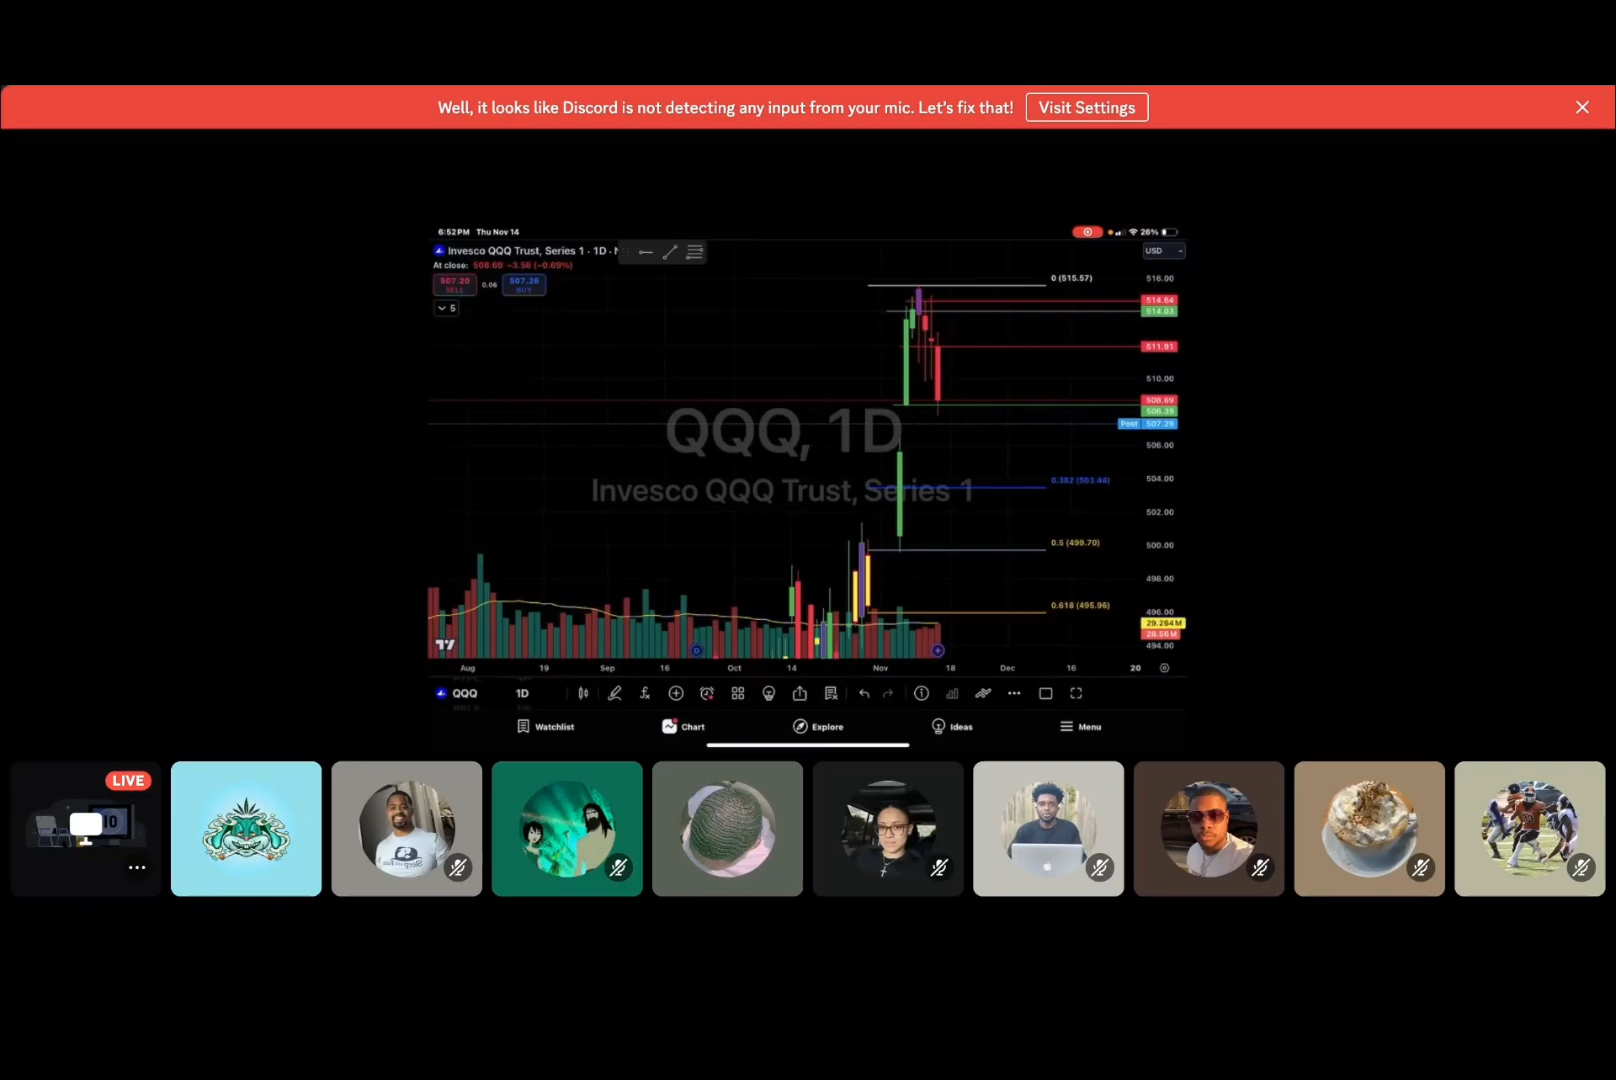 Well, it looks like Discord is not detecting any input from your mic. Let's fix that! Visit Settings
6:52PM Thu Nov 14
26%
Invesco QQQ Trust, Series 1 · 1D · N
USD
At close: 508.69 −3.56 (−0.69%)
507.20 SELL
0.06
507.26 BUY
5
0 (515.57)
516.00
514.64
514.03
511.91
510.00
508.69
508.39
Post 507.29
506.00
QQQ, 1D
Invesco QQQ Trust, Series 1
0.382 (503.44)
504.00
502.00
0.5 (499.70)
500.00
498.00
0.618 (495.96)
496.00
29.264M
28.56M
494.00
Aug 19 Sep 16 Oct 14 Nov 18 Dec 16 20
QQQ 1D
Watchlist Chart Explore Ideas Menu
LIVE